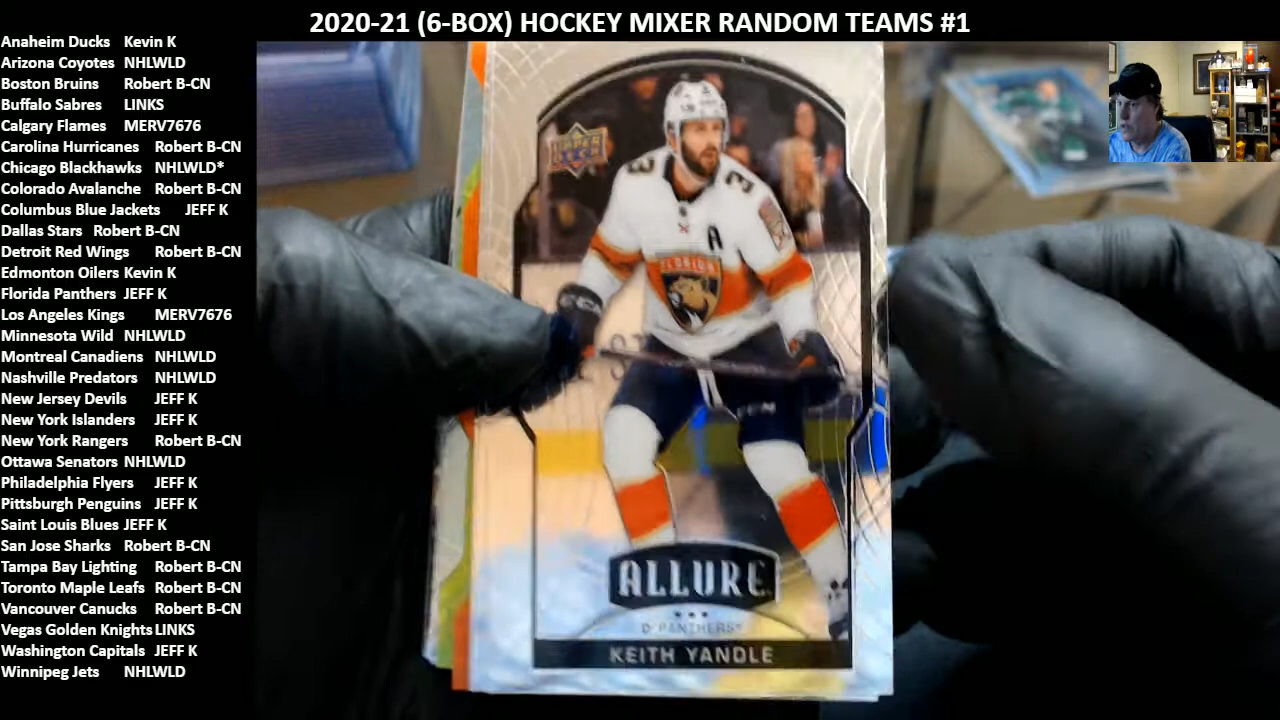 2020-21 (6-BOX) HOCKEY MIXER RANDOM TEAMS #1
Anaheim Ducks Kevin K
Arizona Coyotes NHLWLD
Boston Bruins Robert B-CN
Buffalo Sabres LINKS
Calgary Flames MERV7676
Carolina Hurricanes Robert B-CN
Chicago Blackhawks NHLWLD*
Colorado Avalanche Robert B-CN
Columbus Blue Jackets JEFF K
Dallas Stars Robert B-CN
Detroit Red Wings Robert B-CN
Edmonton Oilers Kevin K
Florida Panthers JEFF K
Los Angeles Kings MERV7676
Minnesota Wild NHLWLD
Montreal Canadiens NHLWLD
Nashville Predators NHLWLD
New Jersey Devils JEFF K
New York Islanders JEFF K
New York Rangers Robert B-CN
Ottawa Senators NHLWLD
Philadelphia Flyers JEFF K
Pittsburgh Penguins JEFF K
Saint Louis Blues JEFF K
San Jose Sharks Robert B-CN
Tampa Bay Lighting Robert B-CN
Toronto Maple Leafs Robert B-CN
Vancouver Canucks Robert B-CN
Vegas Golden Knights LINKS
Washington Capitals JEFF K
Winnipeg Jets NHLWLD
UPPER DECK
3 3
A
FLORIDA
CCM
ALLURE
D PANTHERS
KEITH YANDLE